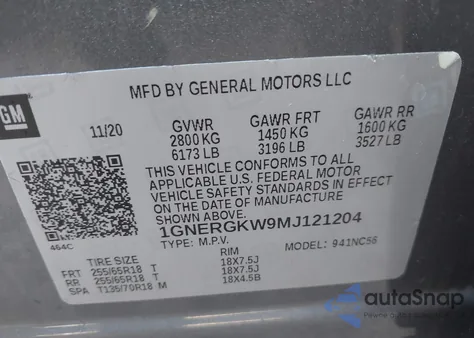 MFD BY GENERAL MOTORS LLC
GM
11/20 GVWR GAWR FRT GAWR RR
2800 KG 1450 KG 1600 KG
6173 LB 3196 LB 3527 LB
THIS VEHICLE CONFORMS TO ALL
APPLICABLE U.S. FEDERAL MOTOR
VEHICLE SAFETY STANDARDS IN EFFECT
ON THE DATE OF MANUFACTURE SHOWN ABOVE.
1GNERGKW9MJ121204
464C TYPE: M.P.V. MODEL: 941NC56
TIRE SIZE RIM
FRT 255/65R18 T 18X7.5J
RR 255/65R18 T 18X7.5J
SPA T135/70R18 M 18X4.5B
autoSnap